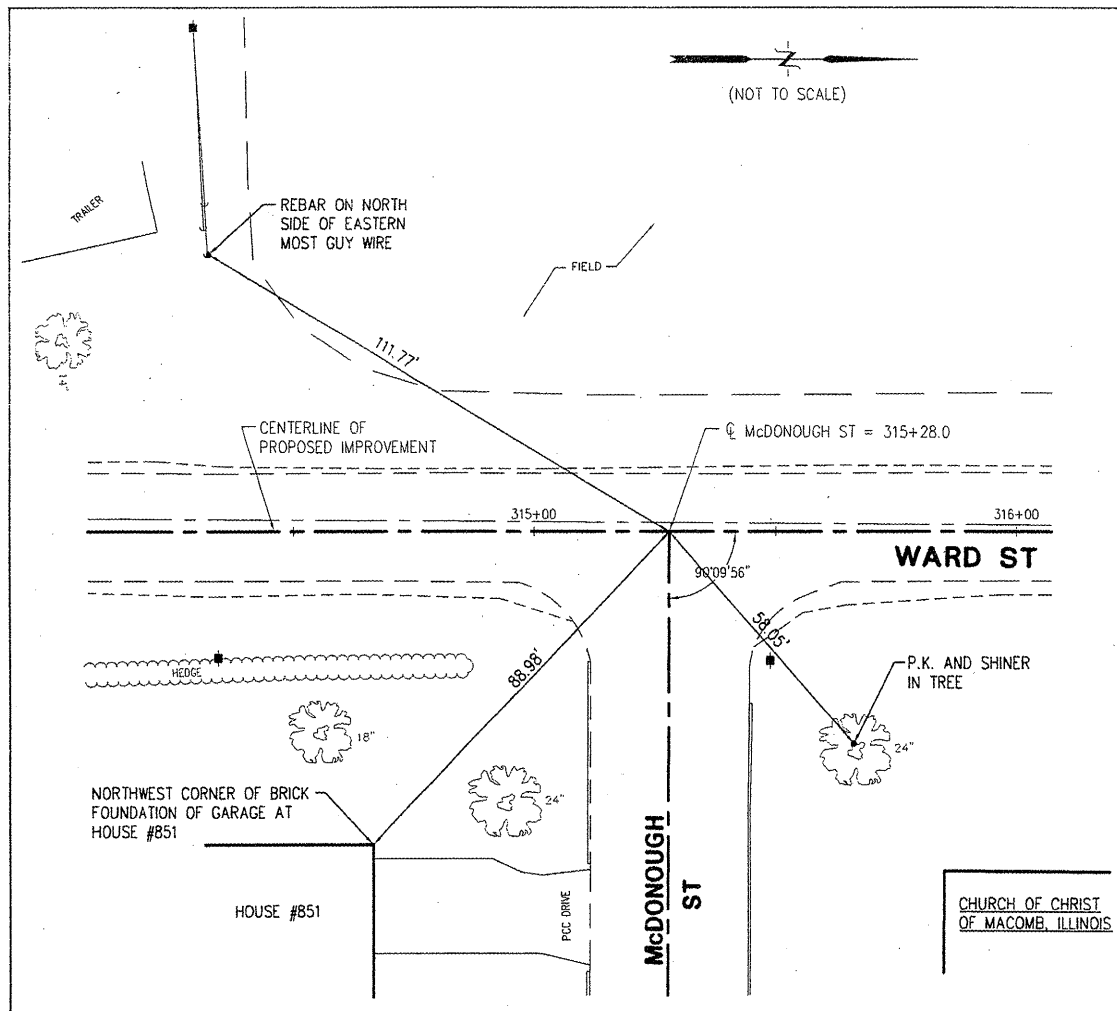 N
(NOT TO SCALE)
TRAILER
REBAR ON NORTH
SIDE OF EASTERN
MOST GUY WIRE
FIELD
14"
111.77'
CENTERLINE OF
PROPOSED IMPROVEMENT
℄ McDONOUGH ST = 315+28.0
315+00
316+00
WARD ST
90°09'56"
58.05'
88.98'
HEDGE
P.K. AND SHINER
IN TREE
18"
24"
24"
NORTHWEST CORNER OF BRICK
FOUNDATION OF GARAGE AT
HOUSE #851
HOUSE #851
PCC DRIVE
McDONOUGH
ST
CHURCH OF CHRIST
OF MACOMB, ILLINOIS